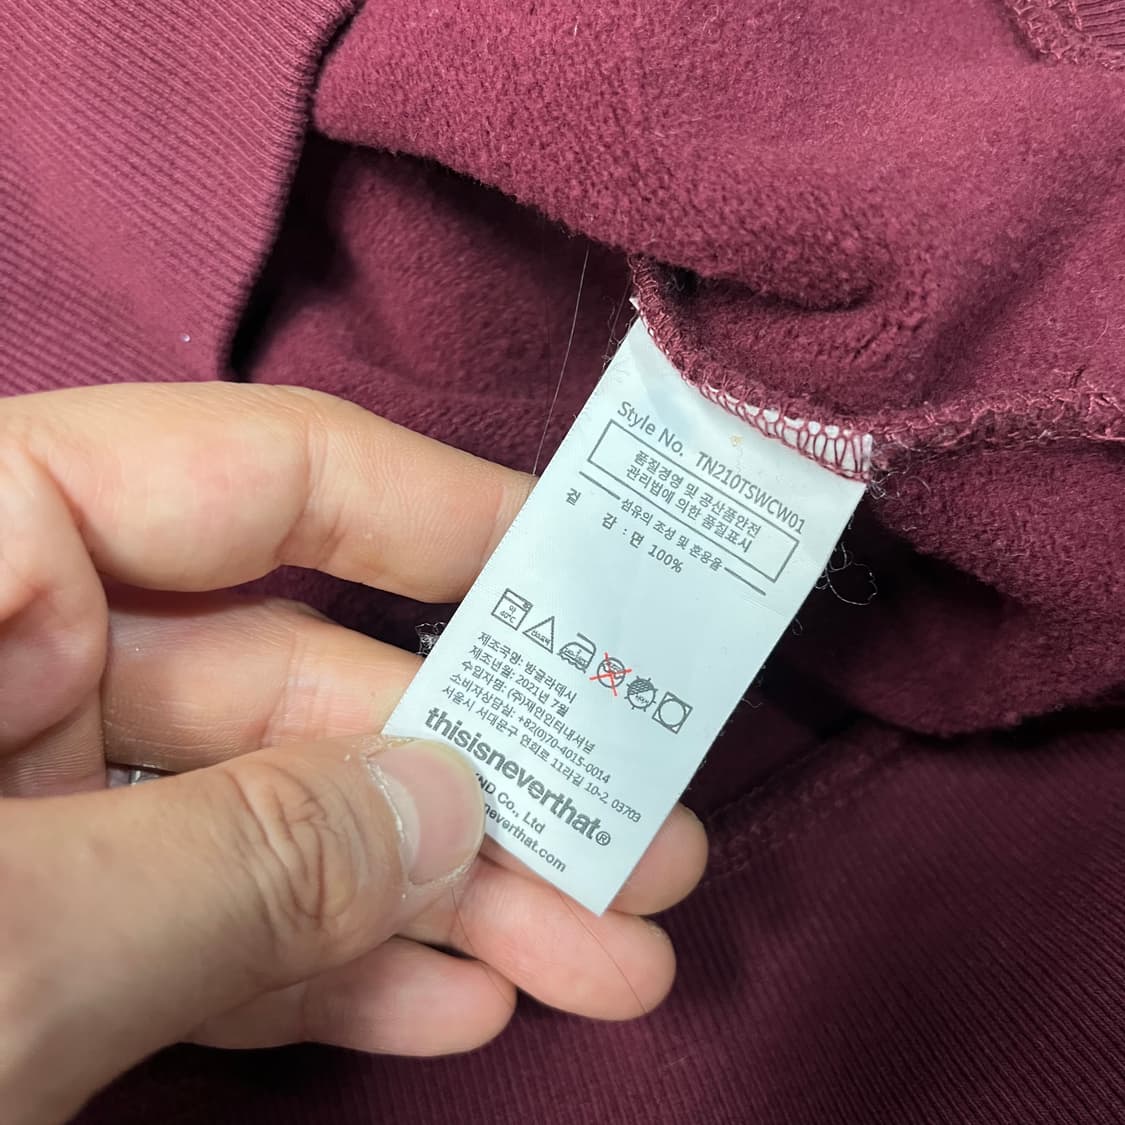 Style No. TN210TSWCW01
품질경영 및 공산품안전
관리법에 의한 품질표시
섬유의 조성 및 혼용율
겉 감 : 면 100%
약
40℃
제조국명: 방글라데시
제조년월: 2021년 7월
수입자명: (주)재인인터내셔널
소비자상담실: +82(0)70-4015-0014
서울시 서대문구 연희로 11라길 10-2, 03703
thisisneverthat®
KND Co., Ltd
neverthat.com